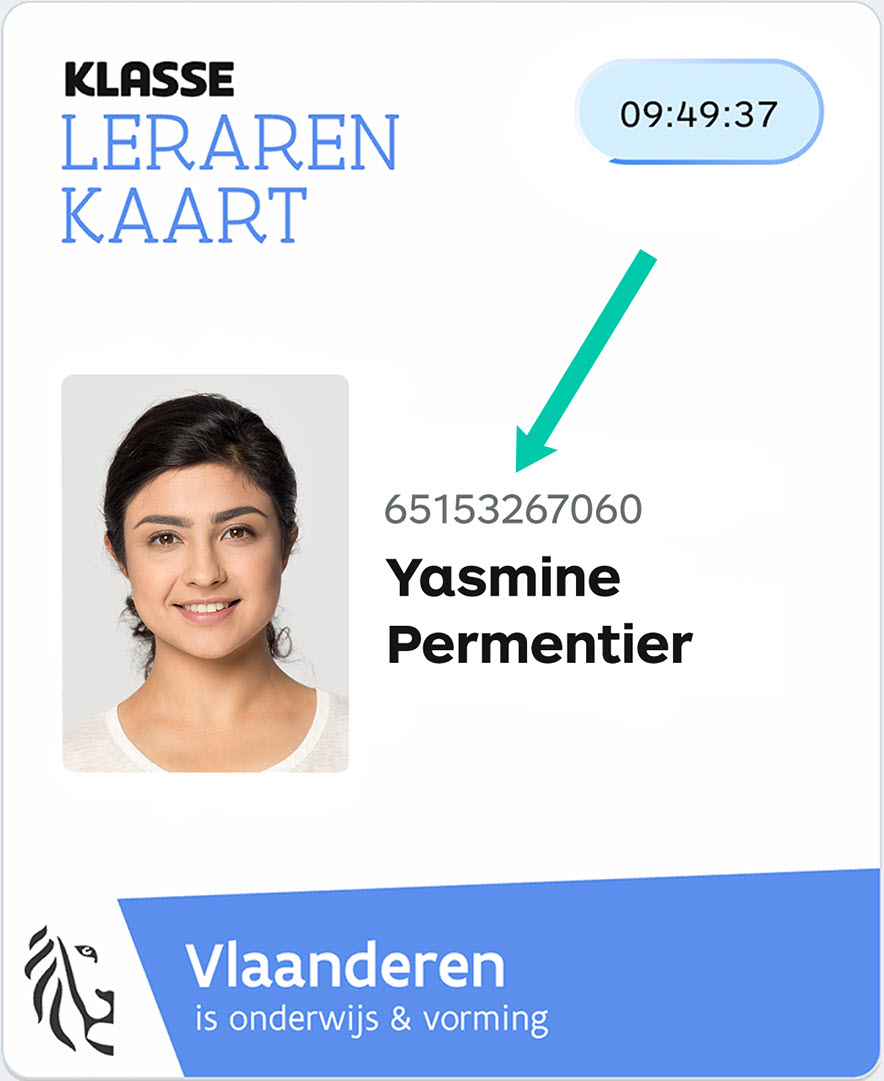 KLASSE
LERAREN
KAART
09:49:37
65153267060
Yasmine
Permentier
Vlaanderen
is onderwijs & vorming